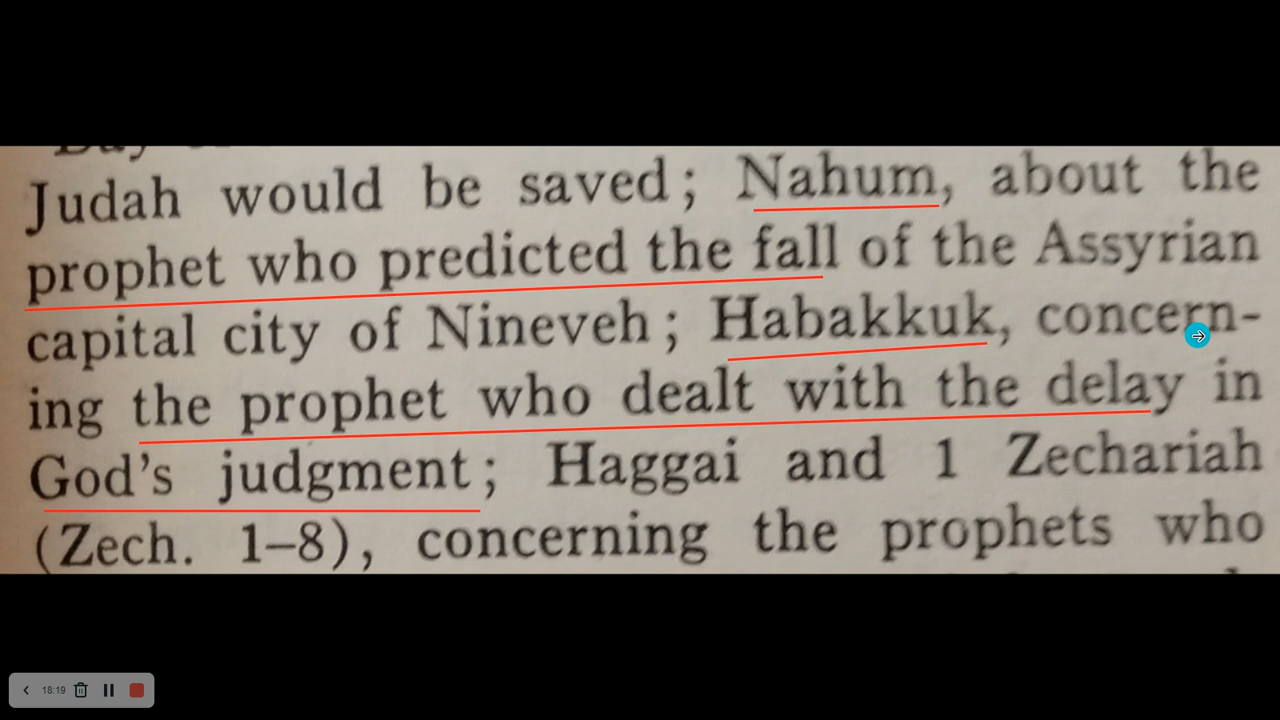 Judah would be saved; Nahum, about the
prophet who predicted the fall of the Assyrian
capital city of Nineveh; Habakkuk, concern-
ing the prophet who dealt with the delay in
God's judgment; Haggai and 1 Zechariah
(Zech. 1–8), concerning the prophets who
18:19